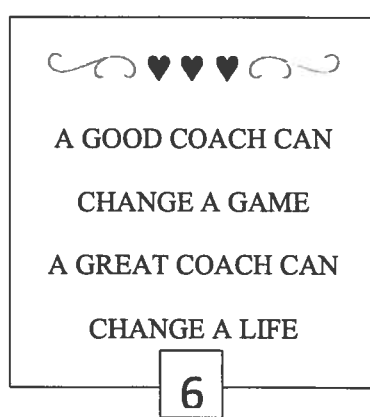 A GOOD COACH CAN
CHANGE A GAME
A GREAT COACH CAN
CHANGE A LIFE
6